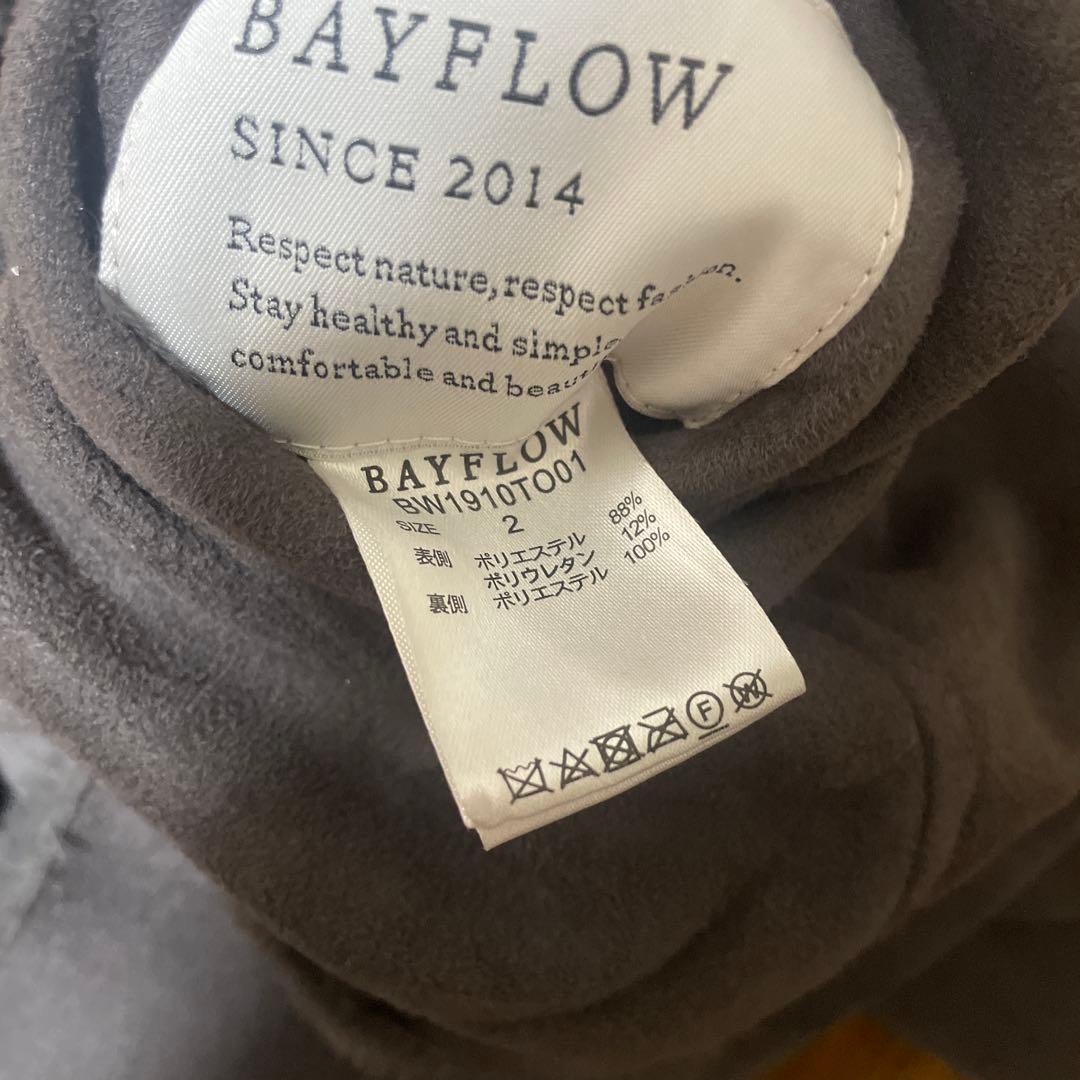 BAYFLOW
SINCE 2014
Respect nature, respect fashion.
Stay healthy and simple
comfortable and
BAYFLOW
BW1910TO01
SIZE 2
表側 ポリエステル 88%
ポリウレタン 12%
裏側 ポリエステル 100%
F
W